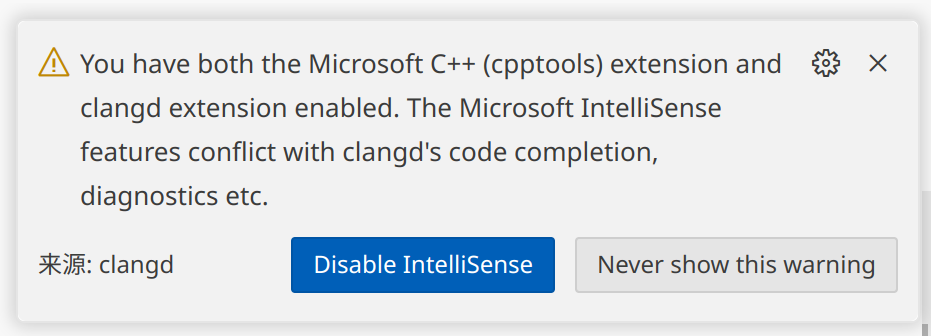 You have both the Microsoft C++ (cpptools) extension and
clangd extension enabled. The Microsoft IntelliSense
features conflict with clangd's code completion,
diagnostics etc.
来源: clangd
Disable IntelliSense
Never show this warning